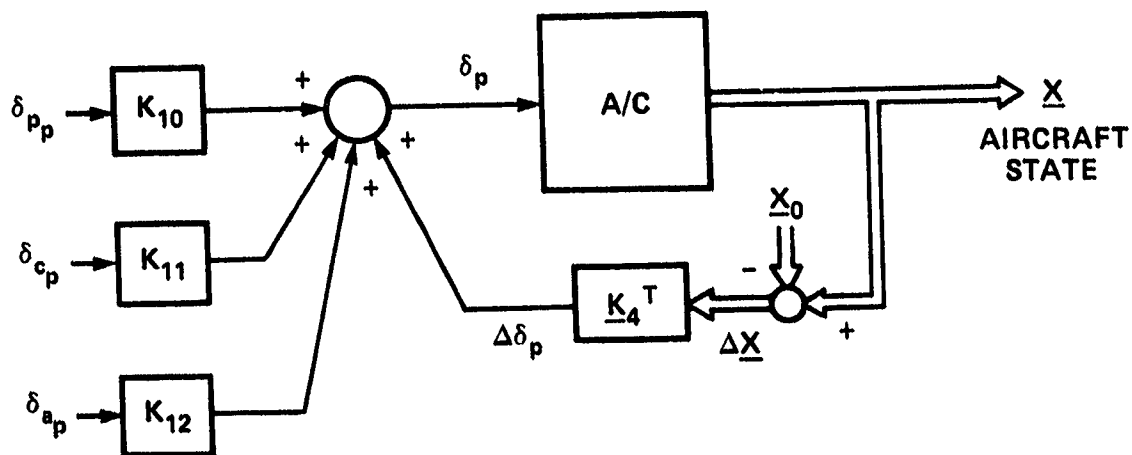 δpp
K10
+
+
+
+
δp
A/C
X
AIRCRAFT
STATE
δcp
K11
X0
-
+
K4T
ΔX
Δδp
δap
K12